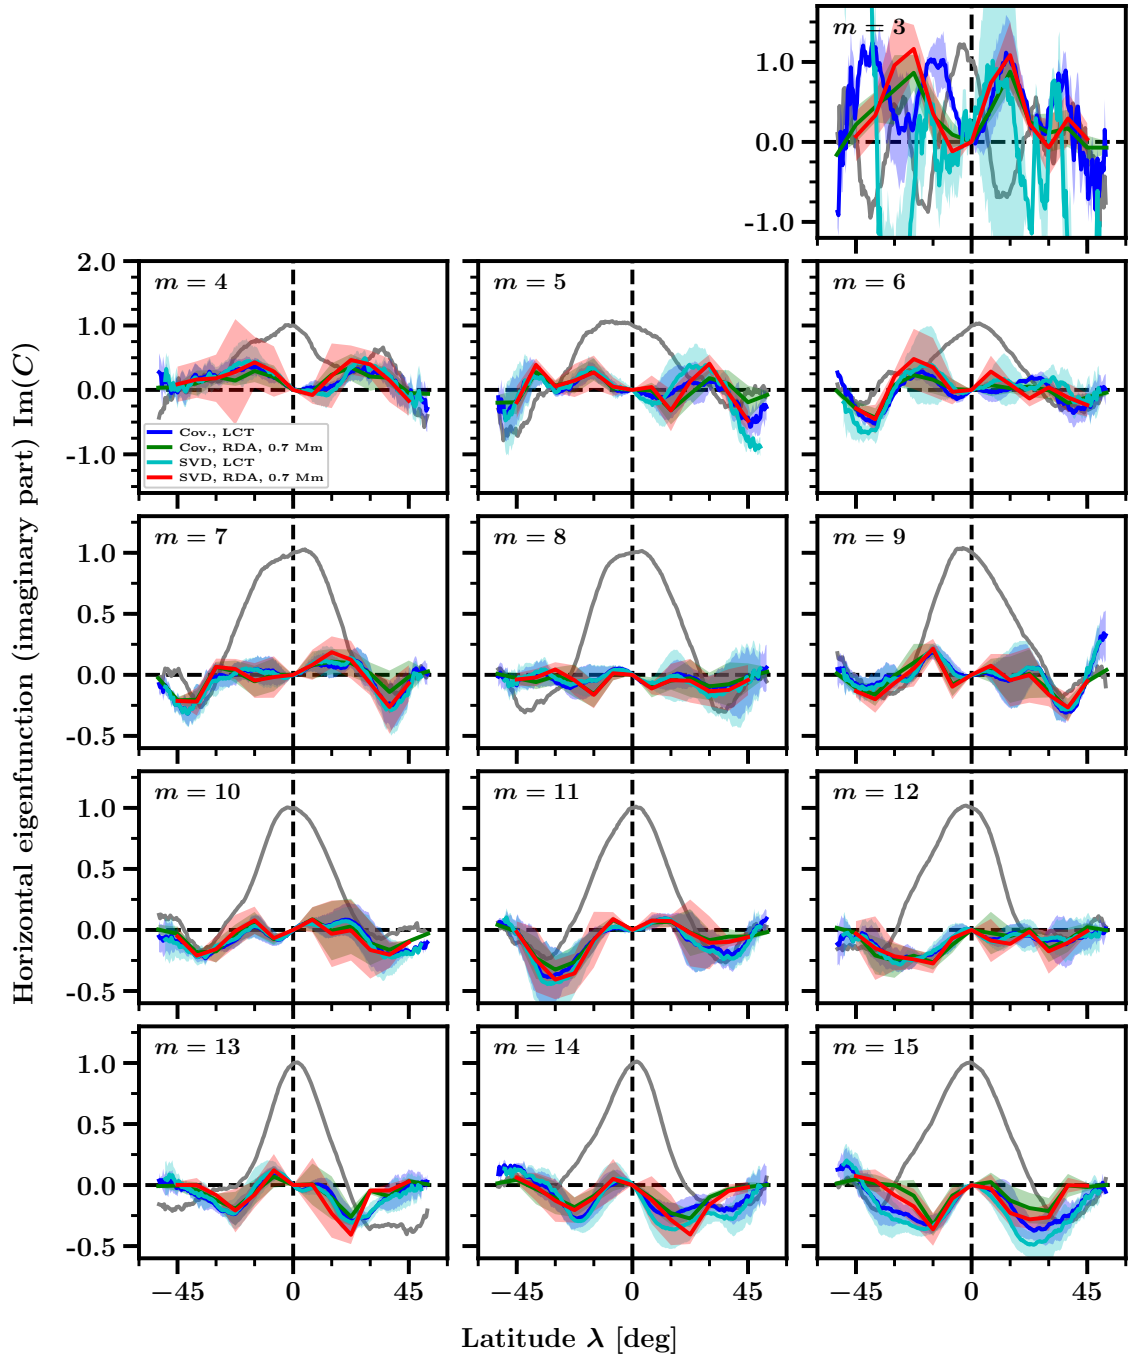 m = 3
1.0
0.0
-1.0
Horizontal eigenfunction (imaginary part) Im(C)
2.0
1.0
0.0
−1.0
m = 4
m = 5
m = 6
Cov., LCT
Cov., RDA, 0.7 Mm
SVD, LCT
SVD, RDA, 0.7 Mm
1.0
0.5
0.0
-0.5
m = 7
m = 8
m = 9
1.0
0.5
0.0
-0.5
m = 10
m = 11
m = 12
1.0
0.5
0.0
-0.5
m = 13
m = 14
m = 15
−45
0
45
−45
0
45
−45
0
45
Latitude λ [deg]